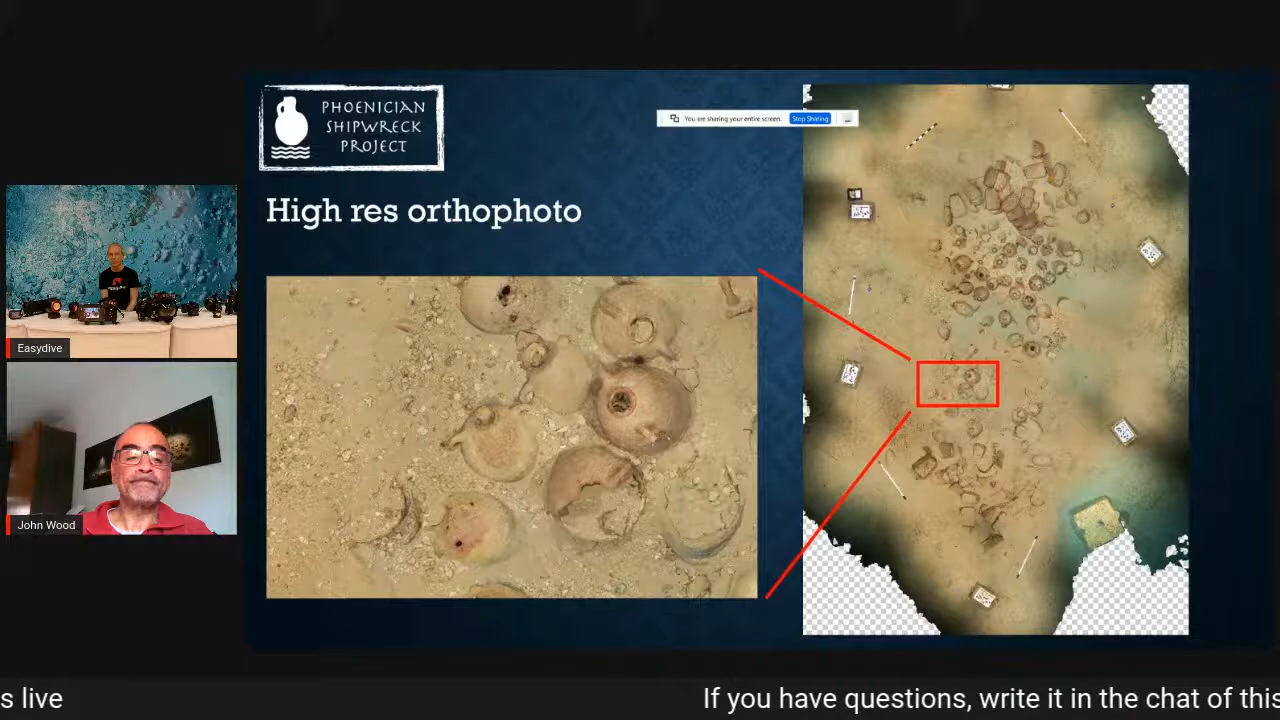 PHOENICIAN
SHIPWRECK
PROJECT
You are sharing your entire screen.
Stop Sharing
High res orthophoto
Easydive
John Wood
s live
If you have questions, write it in the chat of this